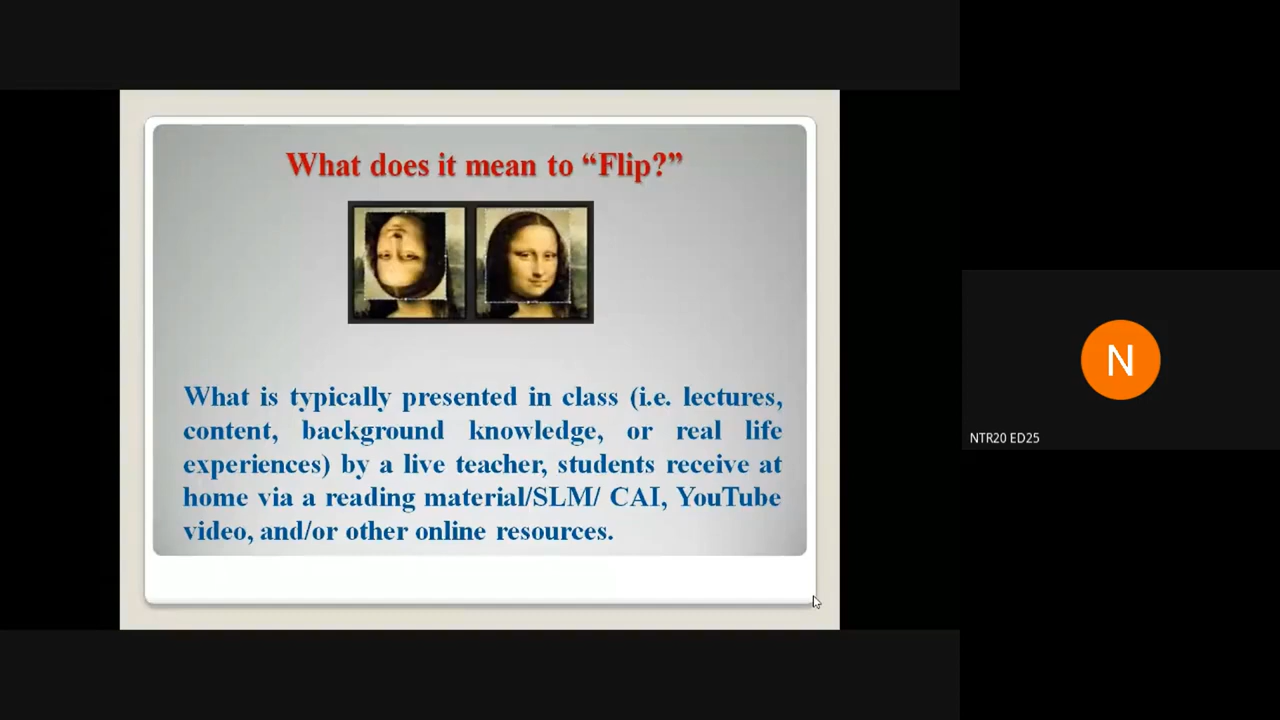 What does it mean to “Flip?”
What is typically presented in class (i.e. lectures,
content, background knowledge, or real life
experiences) by a live teacher, students receive at
home via a reading material/SLM/ CAI, YouTube
video, and/or other online resources.
N
NTR20 ED25